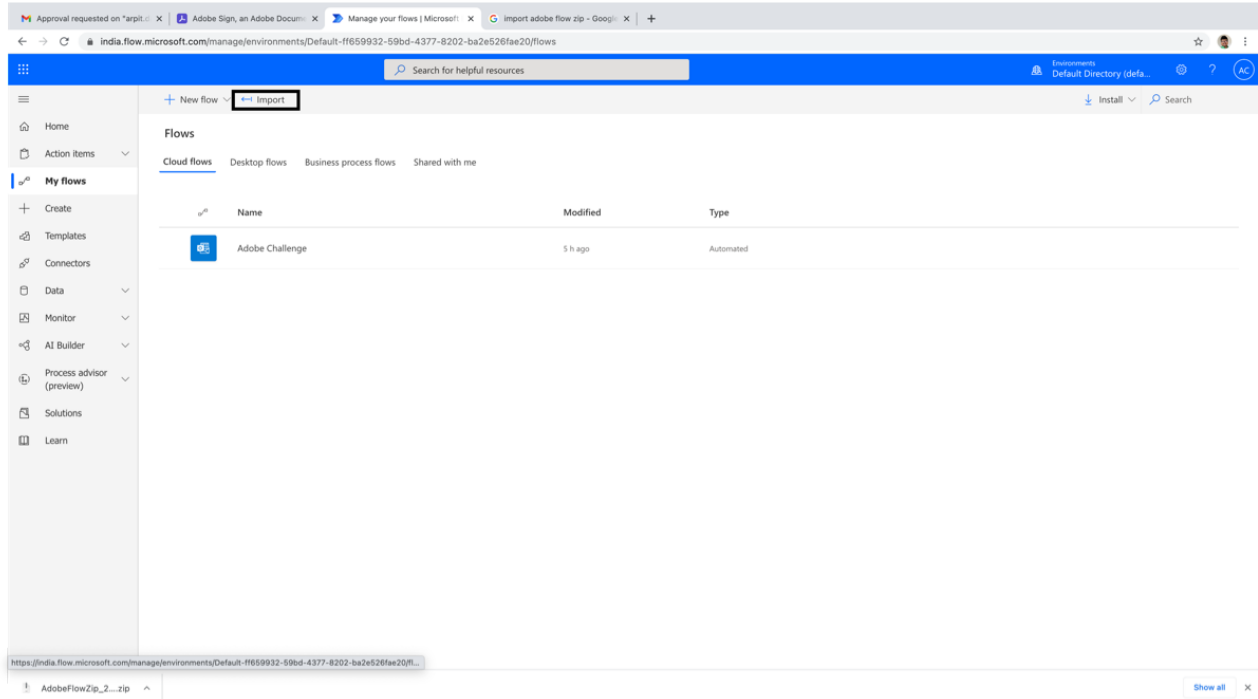 Approval requested on "arpit.c
Adobe Sign, an Adobe Docum
Manage your flows | Microsoft
import adobe flow zip - Google
india.flow.microsoft.com/manage/environments/Default-ff659932-59bd-4377-8202-ba2e526fae20/flows
Search for helpful resources
Environments
Default Directory (defa...
?
AC
New flow
Import
Install
Search
Home
Action items
My flows
Create
Templates
Connectors
Data
Monitor
AI Builder
Process advisor
(preview)
Solutions
Learn
Flows
Cloud flows Desktop flows Business process flows Shared with me
Name Modified Type
Adobe Challenge 5 h ago Automated
https://india.flow.microsoft.com/manage/environments/Default-ff659932-59bd-4377-8202-ba2e526fae20/fl...
AdobeFlowZip_2....zip
Show all